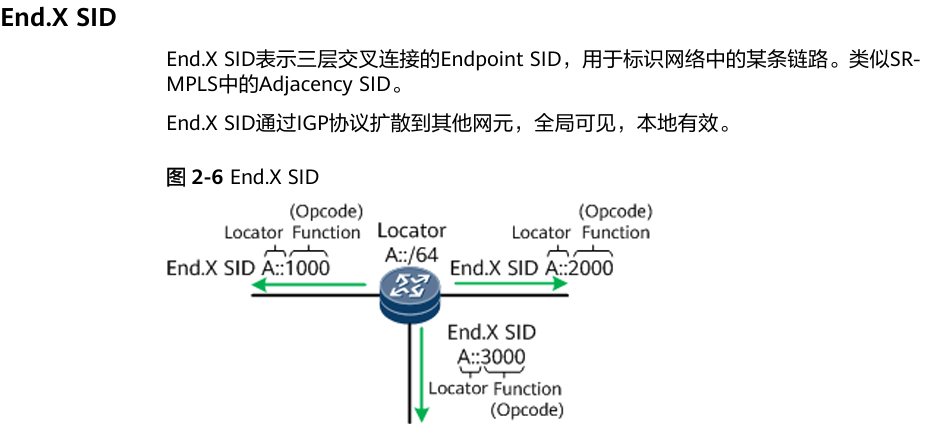 End.X SID
End.X SID表示三层交叉连接的Endpoint SID，用于标识网络中的某条链路。类似SR-
MPLS中的Adjacency SID。
End.X SID通过IGP协议扩散到其他网元，全局可见，本地有效。
图 2-6 End.X SID
(Opcode)
Locator Function
Locator
A::/64
(Opcode)
Locator Function
End.X SID A::1000
End.X SID A::2000
End.X SID
A::3000
Locator Function
(Opcode)